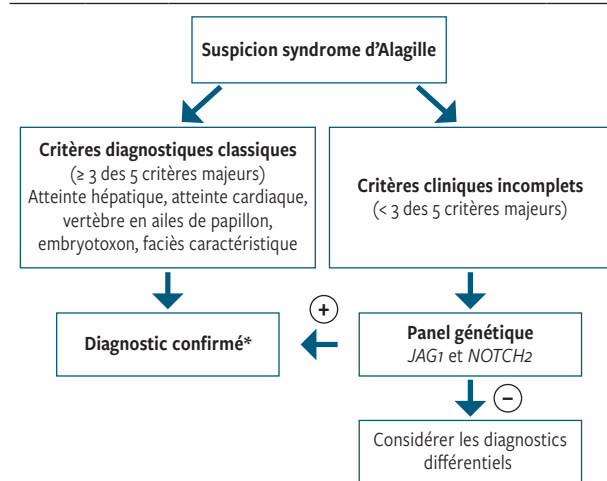 Suspicion syndrome d'Alagille
Critères diagnostiques classiques
(≥ 3 des 5 critères majeurs)
Atteinte hépatique, atteinte cardiaque,
vertèbre en ailes de papillon,
embryotoxon, faciès caractéristique
Critères cliniques incomplets
(< 3 des 5 critères majeurs)
+
Diagnostic confirmé*
Panel génétique
JAG1 et NOTCH2
−
Considérer les diagnostics
différentiels